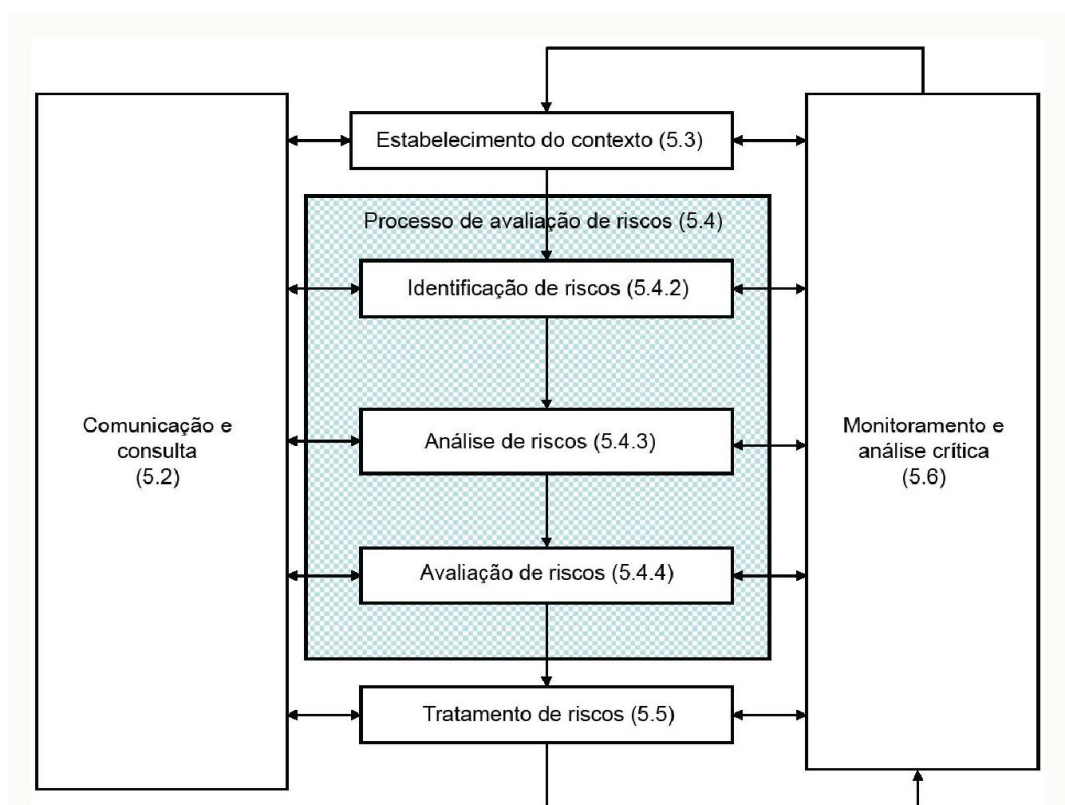 Estabelecimento do contexto (5.3)
Processo de avaliação de riscos (5.4)
Identificação de riscos (5.4.2)
Comunicação e
consulta
(5.2)
Análise de riscos (5.4.3)
Monitoramento e
análise crítica
(5.6)
Avaliação de riscos (5.4.4)
Tratamento de riscos (5.5)